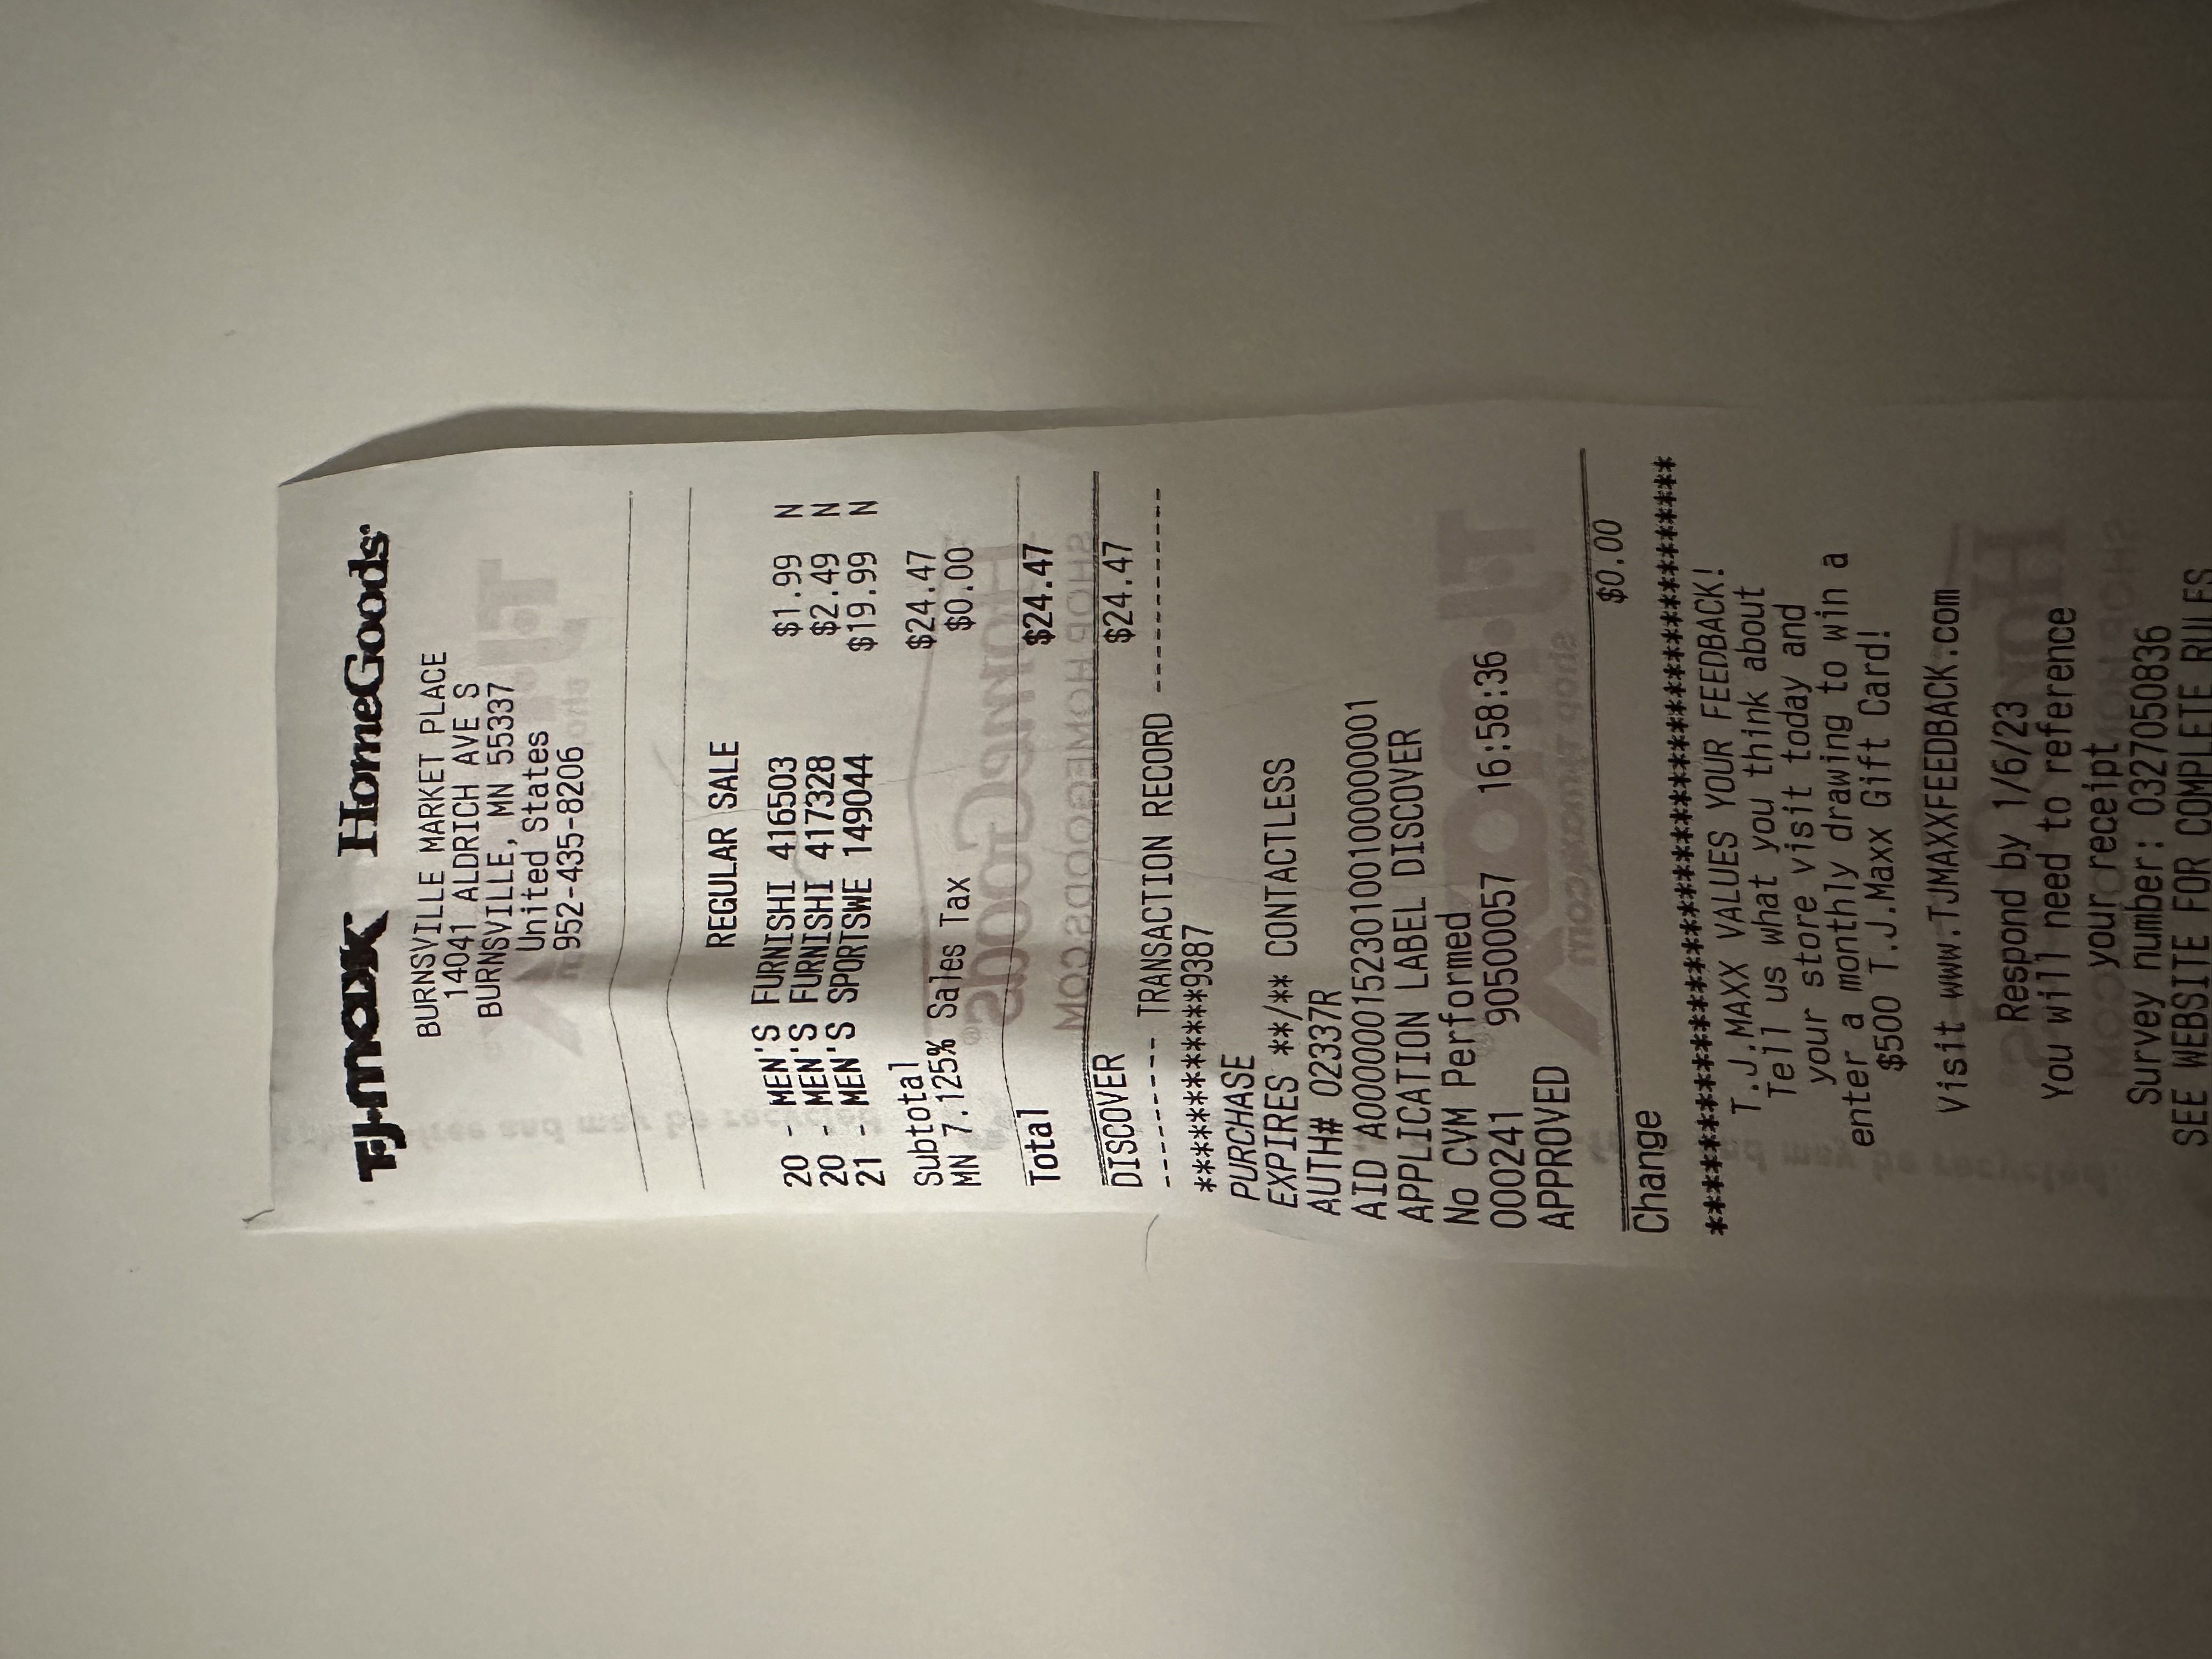 T.J.maxx HomeGoods
BURNSVILLE MARKET PLACE
14041 ALDRICH AVE S
BURNSVILLE, MN 55337
United States
952-435-8206
REGULAR SALE
20 - MEN'S FURNISHI 416503 $1.99 N
20 - MEN'S FURNISHI 417328 $2.49 N
21 - MEN'S SPORTSWE 149044 $19.99 N
Subtotal $24.47
MN 7.125% Sales Tax $0.00
Total $24.47
DISCOVER $24.47
--------- TRANSACTION RECORD ------------
************9387
PURCHASE
EXPIRES **/** CONTACTLESS
AUTH# 02337R
AID A0000001523010010000000​1
APPLICATION LABEL DISCOVER
No CVM Performed
000241 90500057 16:58:36
APPROVED
Change $0.00
****************************************
T.J.MAXX VALUES YOUR FEEDBACK!
Tell us what you think about
your store visit today and
enter a monthly drawing to win a
$500 T.J.Maxx Gift Card!
Visit www.TJMAXXFEEDBACK.com
Respond by 1/6/23
You will need to reference
your receipt
Survey number: 0327050836
SEE WEBSITE FOR COMPLETE RULES